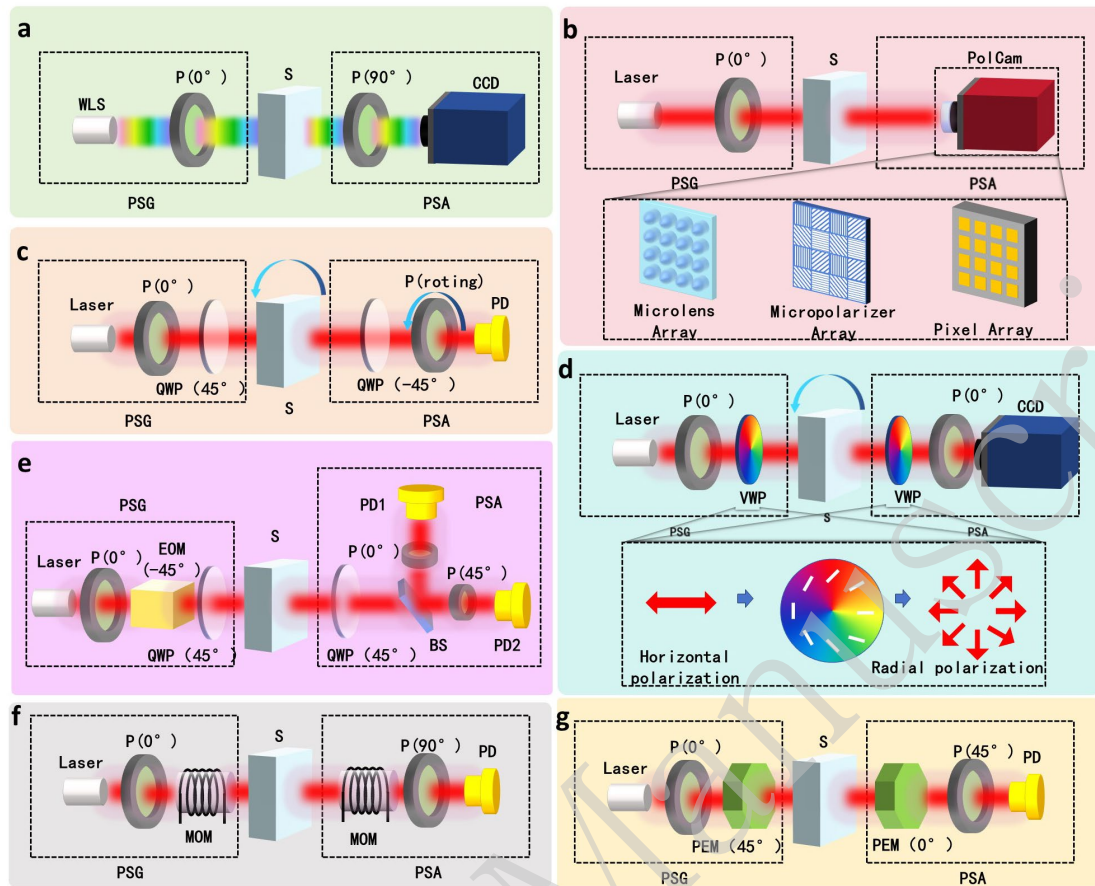 a
P(0°)
S
P(90°)
CCD
WLS
PSG
PSA
b
Laser
P(0°)
S
PolCam
PSG
PSA
Microlens
Array
Micropolarizer
Array
Pixel Array
c
P(0°)
P(roting)
Laser
PD
QWP (45°)
QWP (-45°)
PSG
S
PSA
d
P(0°)
P(0°)
CCD
Laser
VWP
VWP
PSG
S
PSA
Horizontal
polarization
Radial polarization
e
PSG
PD1
PSA
S
Laser
P(0°)
EOM
(-45°)
P(0°)
P(45°)
QWP (45°)
QWP (45°)
BS
PD2
f
P(0°)
S
P(90°)
Laser
PD
MOM
MOM
PSG
PSA
g
P(0°)
S
P(45°)
Laser
PD
PEM (45°)
PEM (0°)
PSG
PSA